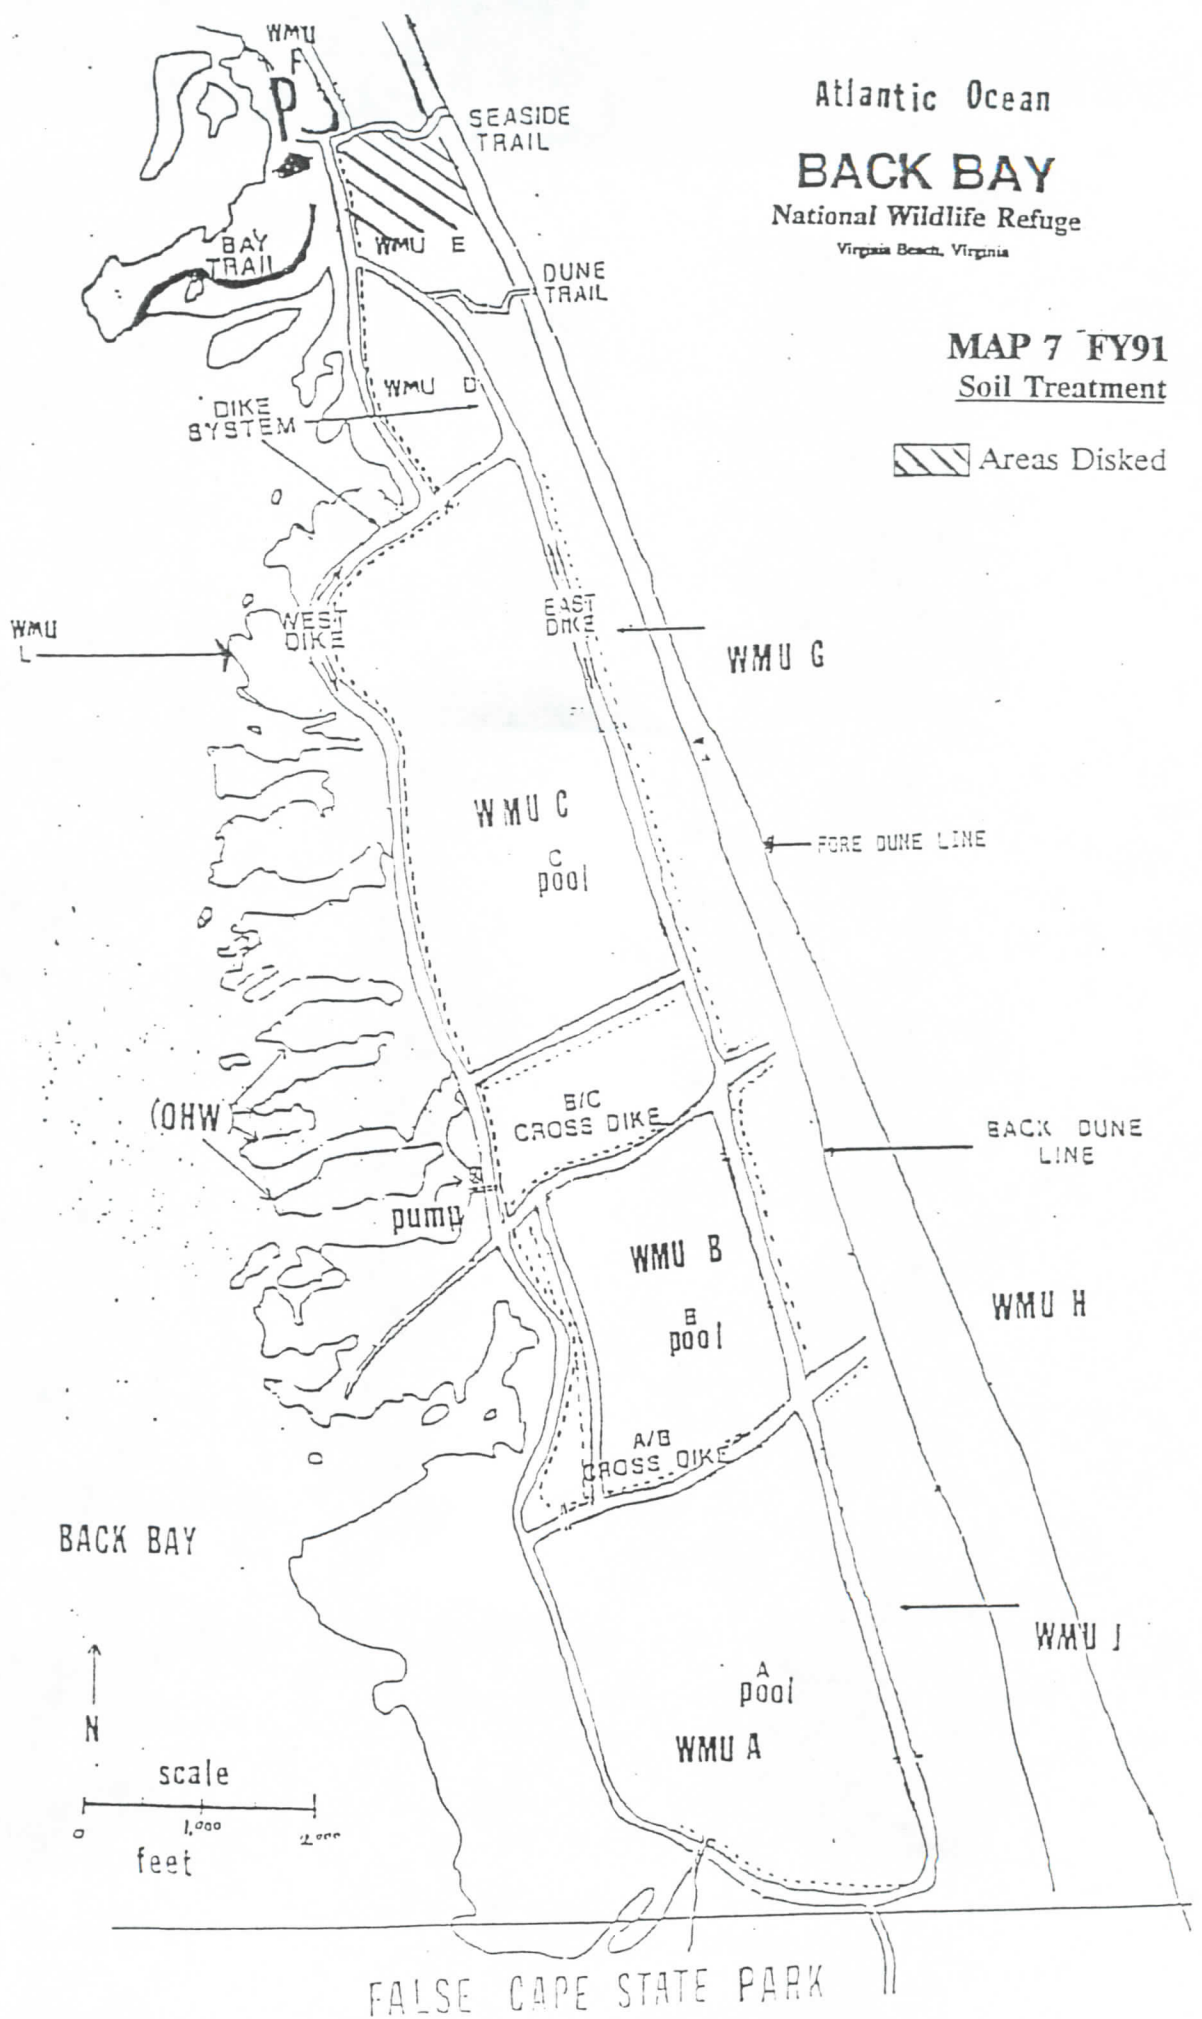 WMU
F
P
Atlantic Ocean
SEASIDE
TRAIL
BACK BAY
National Wildlife Refuge
Virginia Beach, Virginia
BAY
TRAIL
WMU E
DUNE
TRAIL
MAP 7 FY91
Soil Treatment
WMU D
DIKE
SYSTEM
Areas Disked
WEST
DIKE
EAST
DIKE
WMU
L
WMU G
WMU C
C
pool
FORE DUNE LINE
B/C
CROSS DIKE
(OHW)
BACK DUNE
LINE
pump
WMU B
B
pool
WMU H
A/B
CROSS DIKE
BACK BAY
WMU J
A
pool
N
WMU A
scale
0 1,000 2,000
feet
FALSE CAPE STATE PARK